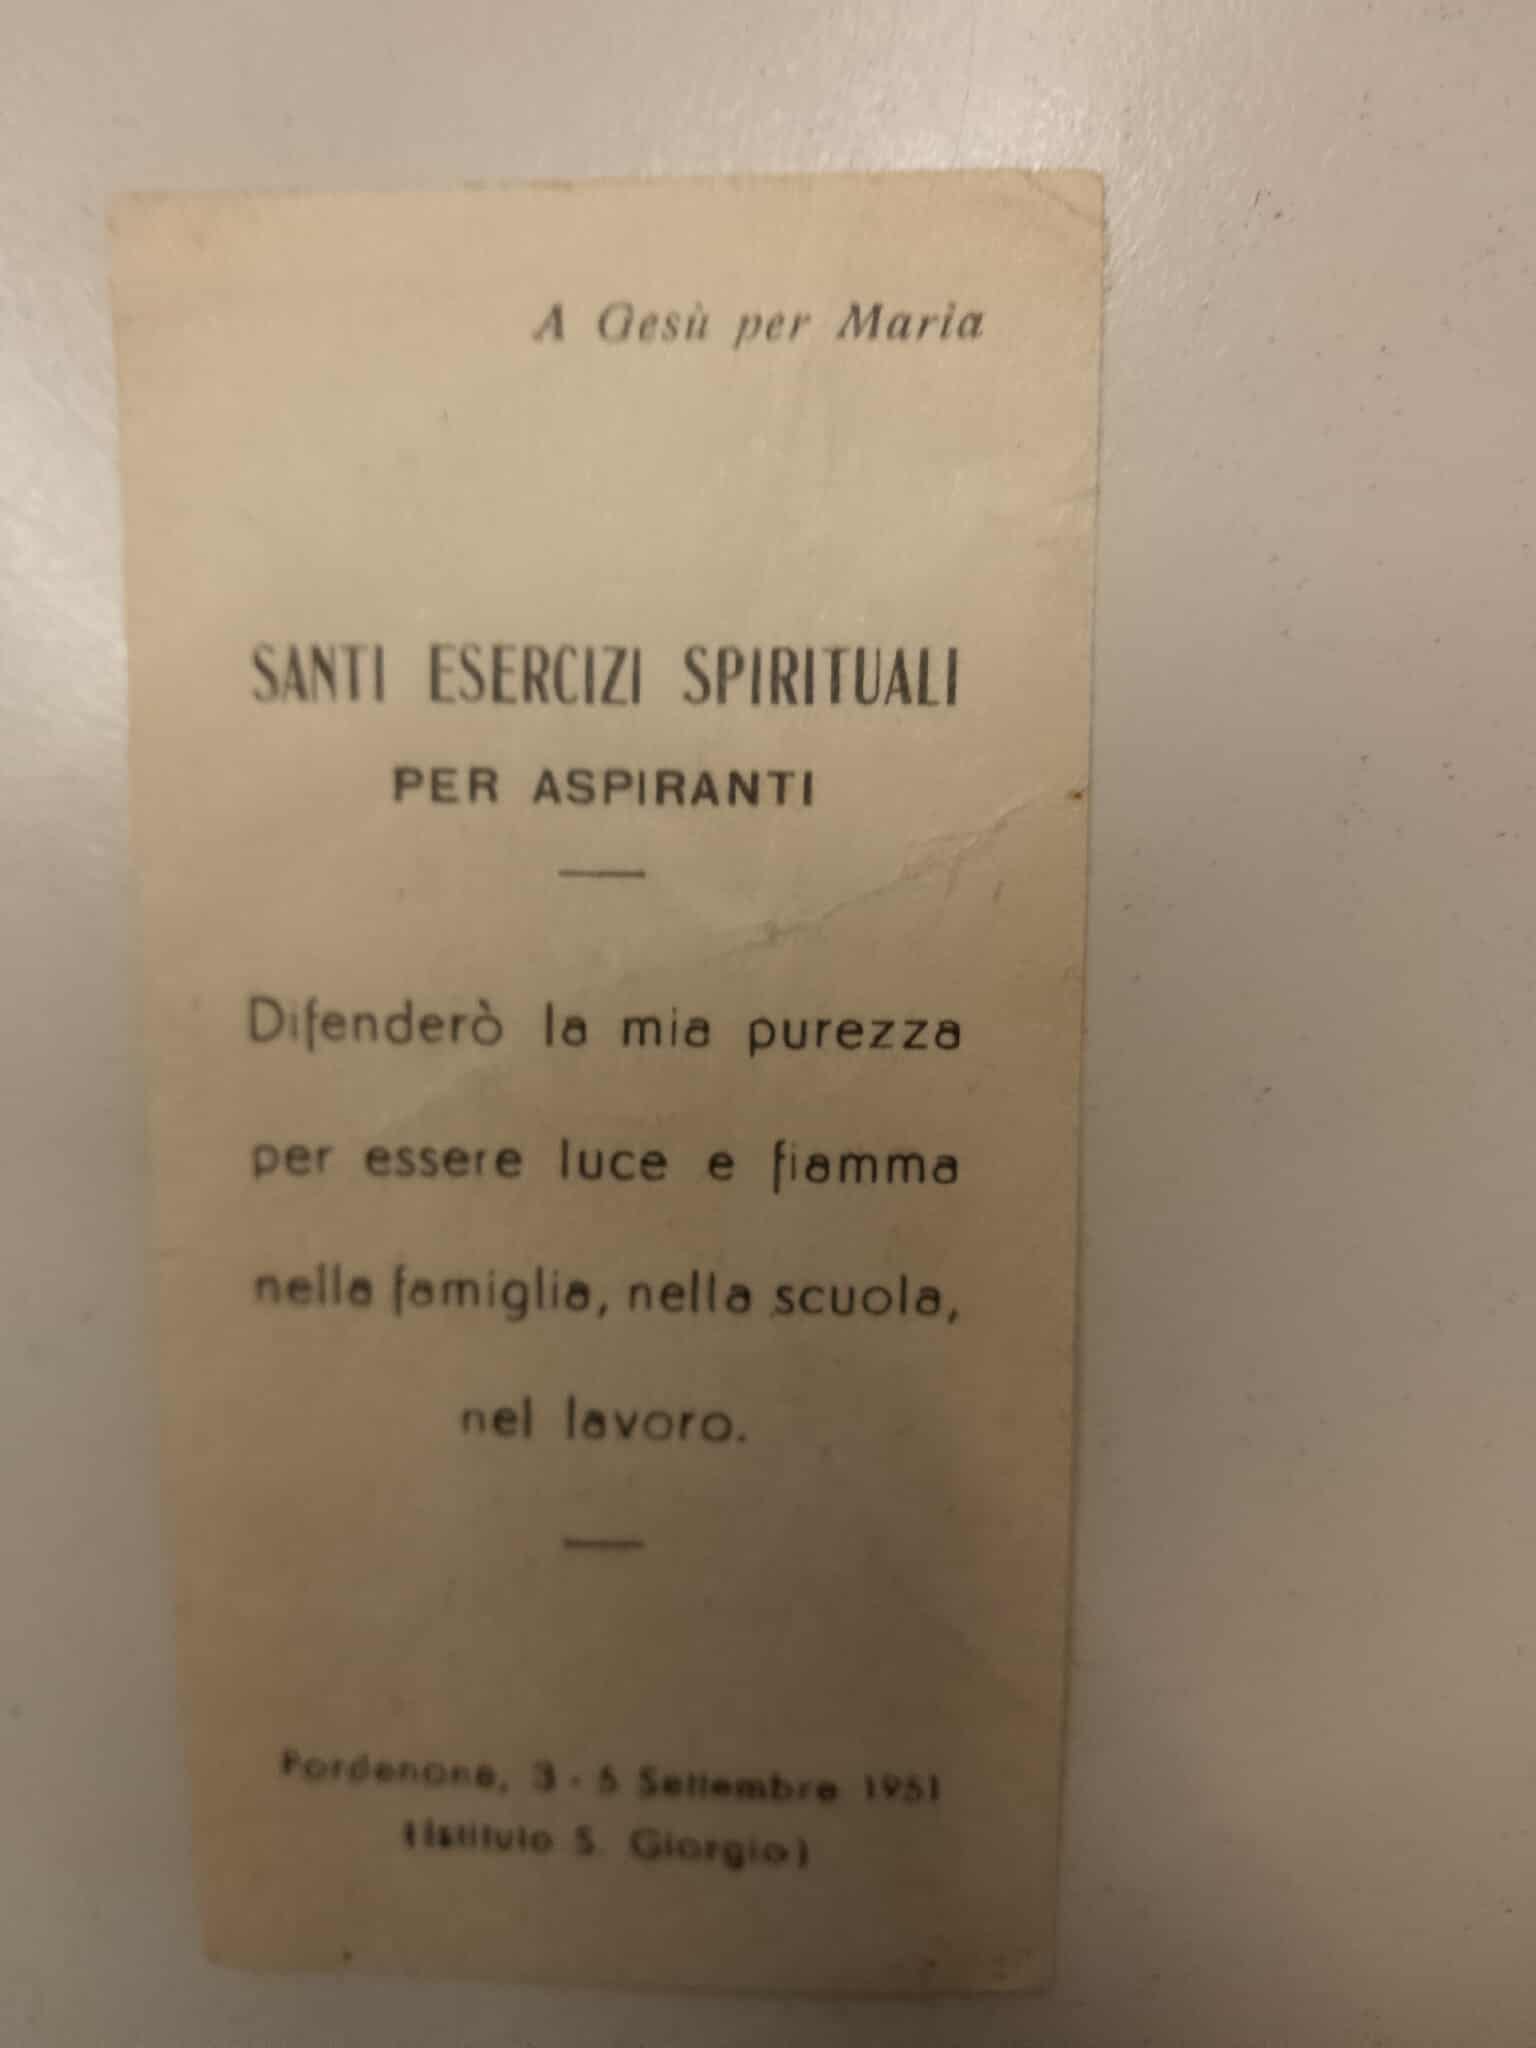 A Gesù per Maria
SANTI ESERCIZI SPIRITUALI
PER ASPIRANTI
Difenderò la mia purezza
per essere luce e fiamma
nella famiglia, nella scuola,
nel lavoro.
Pordenone, 3 - Settembre 1951
(Istituto S. Giorgio)